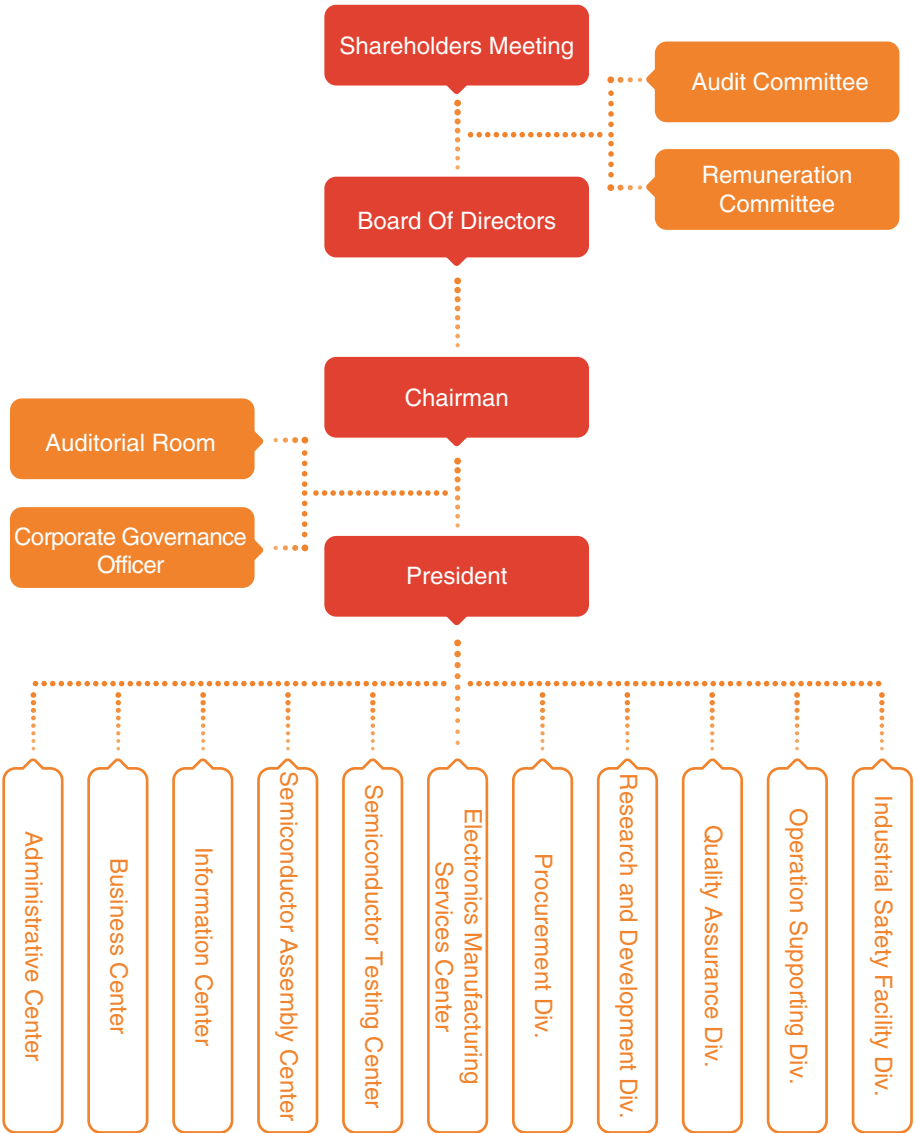 Shareholders Meeting
Audit Committee
Remuneration
Committee
Board Of Directors
Chairman
Auditorial Room
Corporate Governance
Officer
President
Administrative Center
Business Center
Information Center
Semiconductor Assembly Center
Semiconductor Testing Center
Electronics Manufacturing
Services Center
Procurement Div.
Research and Development Div.
Quality Assurance Div.
Operation Supporting Div.
Industrial Safety Facility Div.